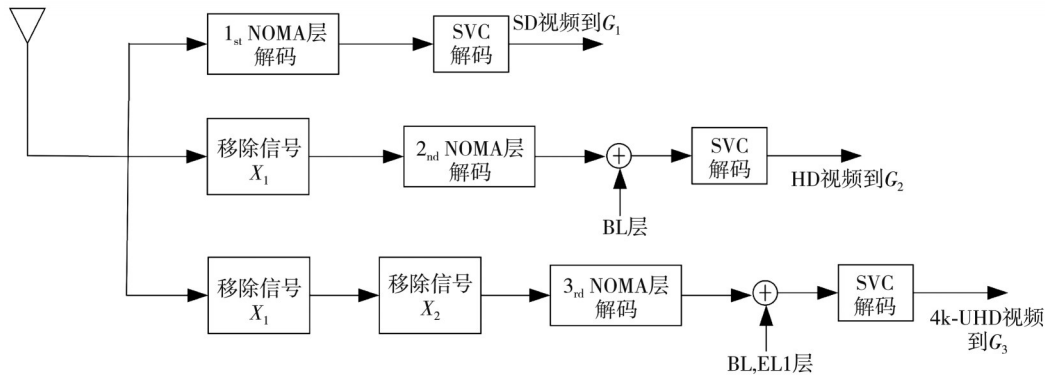 1st NOMA层
解码
SVC
解码
SD视频到G1
移除信号
X1
2nd NOMA层
解码
BL层
SVC
解码
HD视频到G2
移除信号
X1
移除信号
X2
3rd NOMA层
解码
BL,EL1层
SVC
解码
4k-UHD视频
到G3